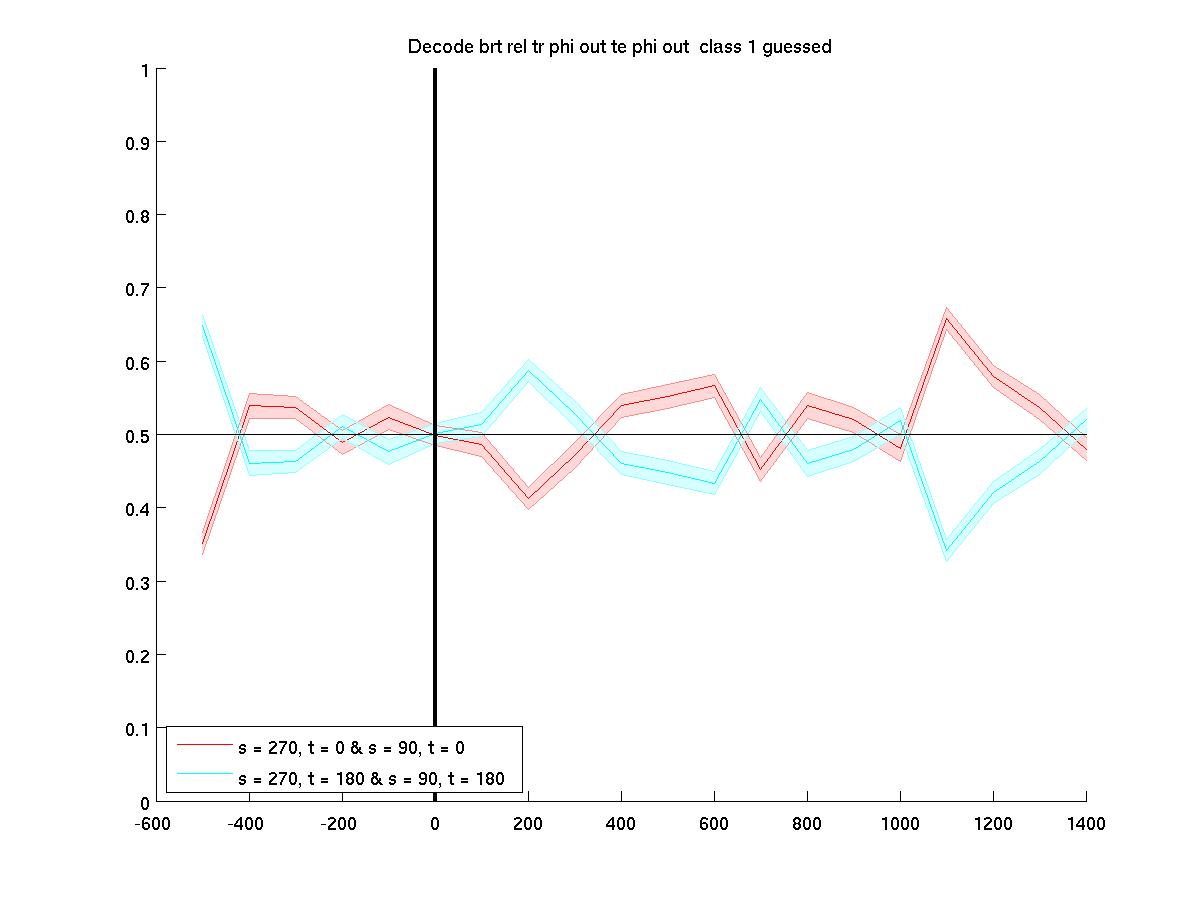 Decode brt rel tr phi out te phi out  class 1 guessed
1
0.9
0.8
0.7
0.6
0.5
0.4
0.3
0.2
0.1
0
s = 270, t = 0 & s = 90, t = 0
s = 270, t = 180 & s = 90, t = 180
-600 -400 -200 0 200 400 600 800 1000 1200 1400